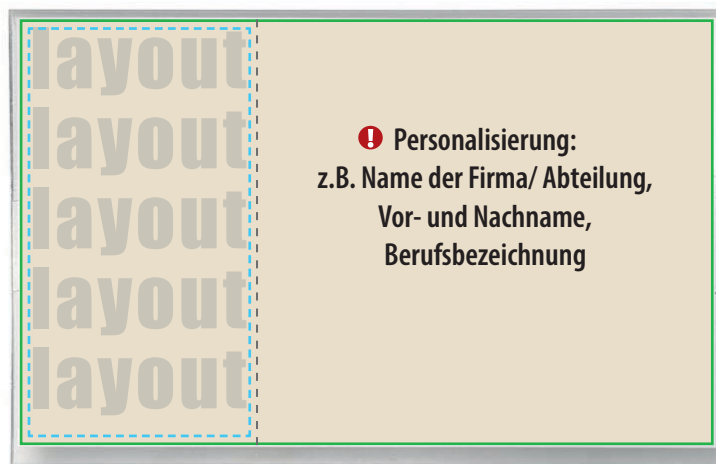 layout
layout
layout
layout
layout
! Personalisierung:
z.B. Name der Firma/ Abteilung,
Vor- und Nachname,
Berufsbezeichnung